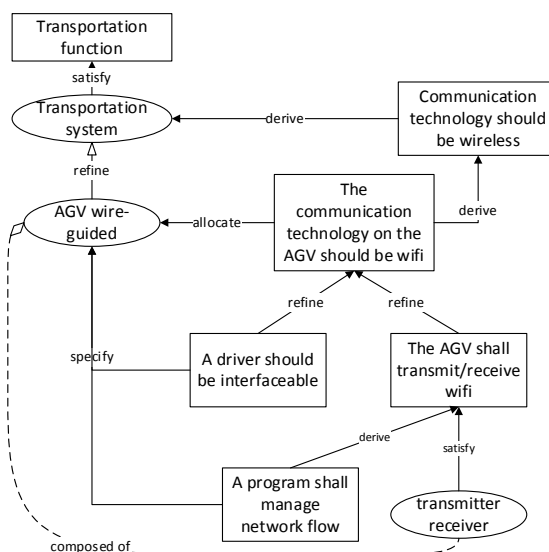 Transportation
function
satisfy
Transportation
system
Communication
technology should
be wireless
derive
refine
AGV wire-
guided
The
communication
technology on the
AGV should be wifi
allocate
derive
refine
refine
specify
A driver should
be interfaceable
The AGV shall
transmit/receive
wifi
derive
satisfy
A program shall
manage
network flow
transmitter
receiver
composed of